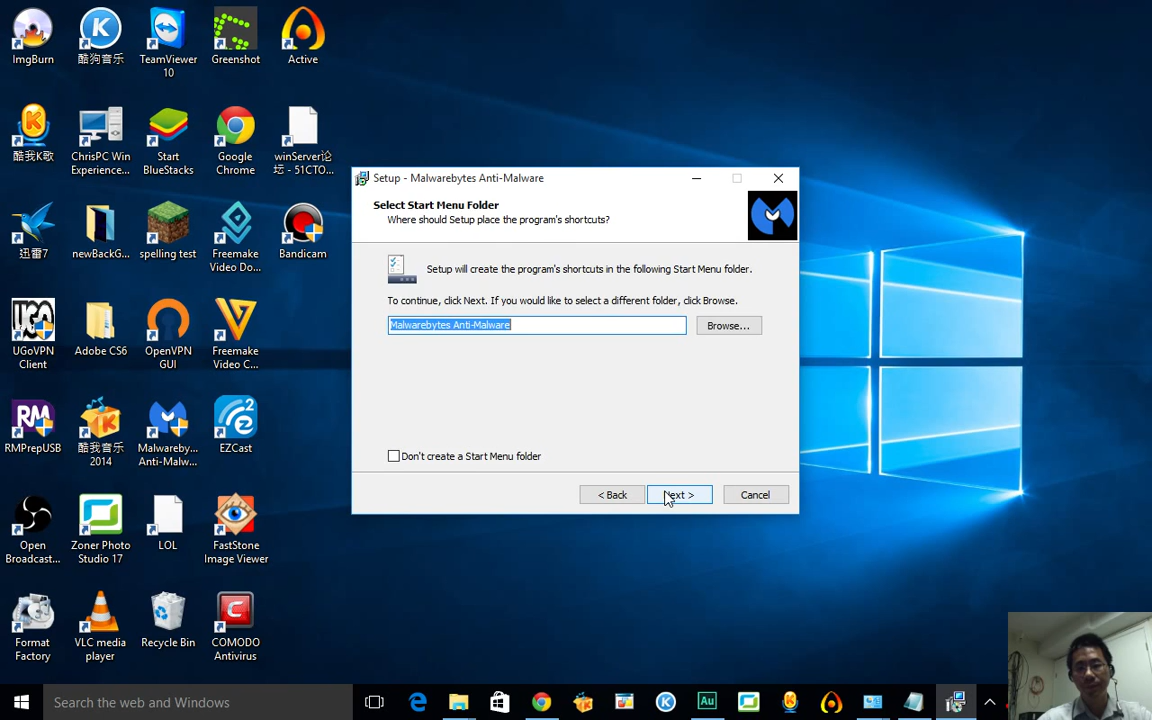 ImgBurn
酷狗音乐
TeamViewer
10
Greenshot
Active
酷我K歌
ChrisPC Win
Experience...
Start
BlueStacks
Google
Chrome
winServer论
坛 - 51CTO...
迅雷7
newBackG...
spelling test
Freemake
Video Do...
Bandicam
UGO
VPN
UGoVPN
Client
Adobe CS6
OpenVPN
GUI
Freemake
Video C...
RM
RMPrepUSB
酷我音乐
2014
Malwareby...
Anti-Malw...
EZCast
Open
Broadcast...
Zoner Photo
Studio 17
LOL
FastStone
Image Viewer
Format
Factory
VLC media
player
Recycle Bin
COMODO
Antivirus
Setup - Malwarebytes Anti-Malware
Select Start Menu Folder
Where should Setup place the program's shortcuts?
Setup will create the program's shortcuts in the following Start Menu folder.
To continue, click Next. If you would like to select a different folder, click Browse.
Malwarebytes Anti-Malware
Browse...
Don't create a Start Menu folder
< Back
Next >
Cancel
Search the web and Windows
Au